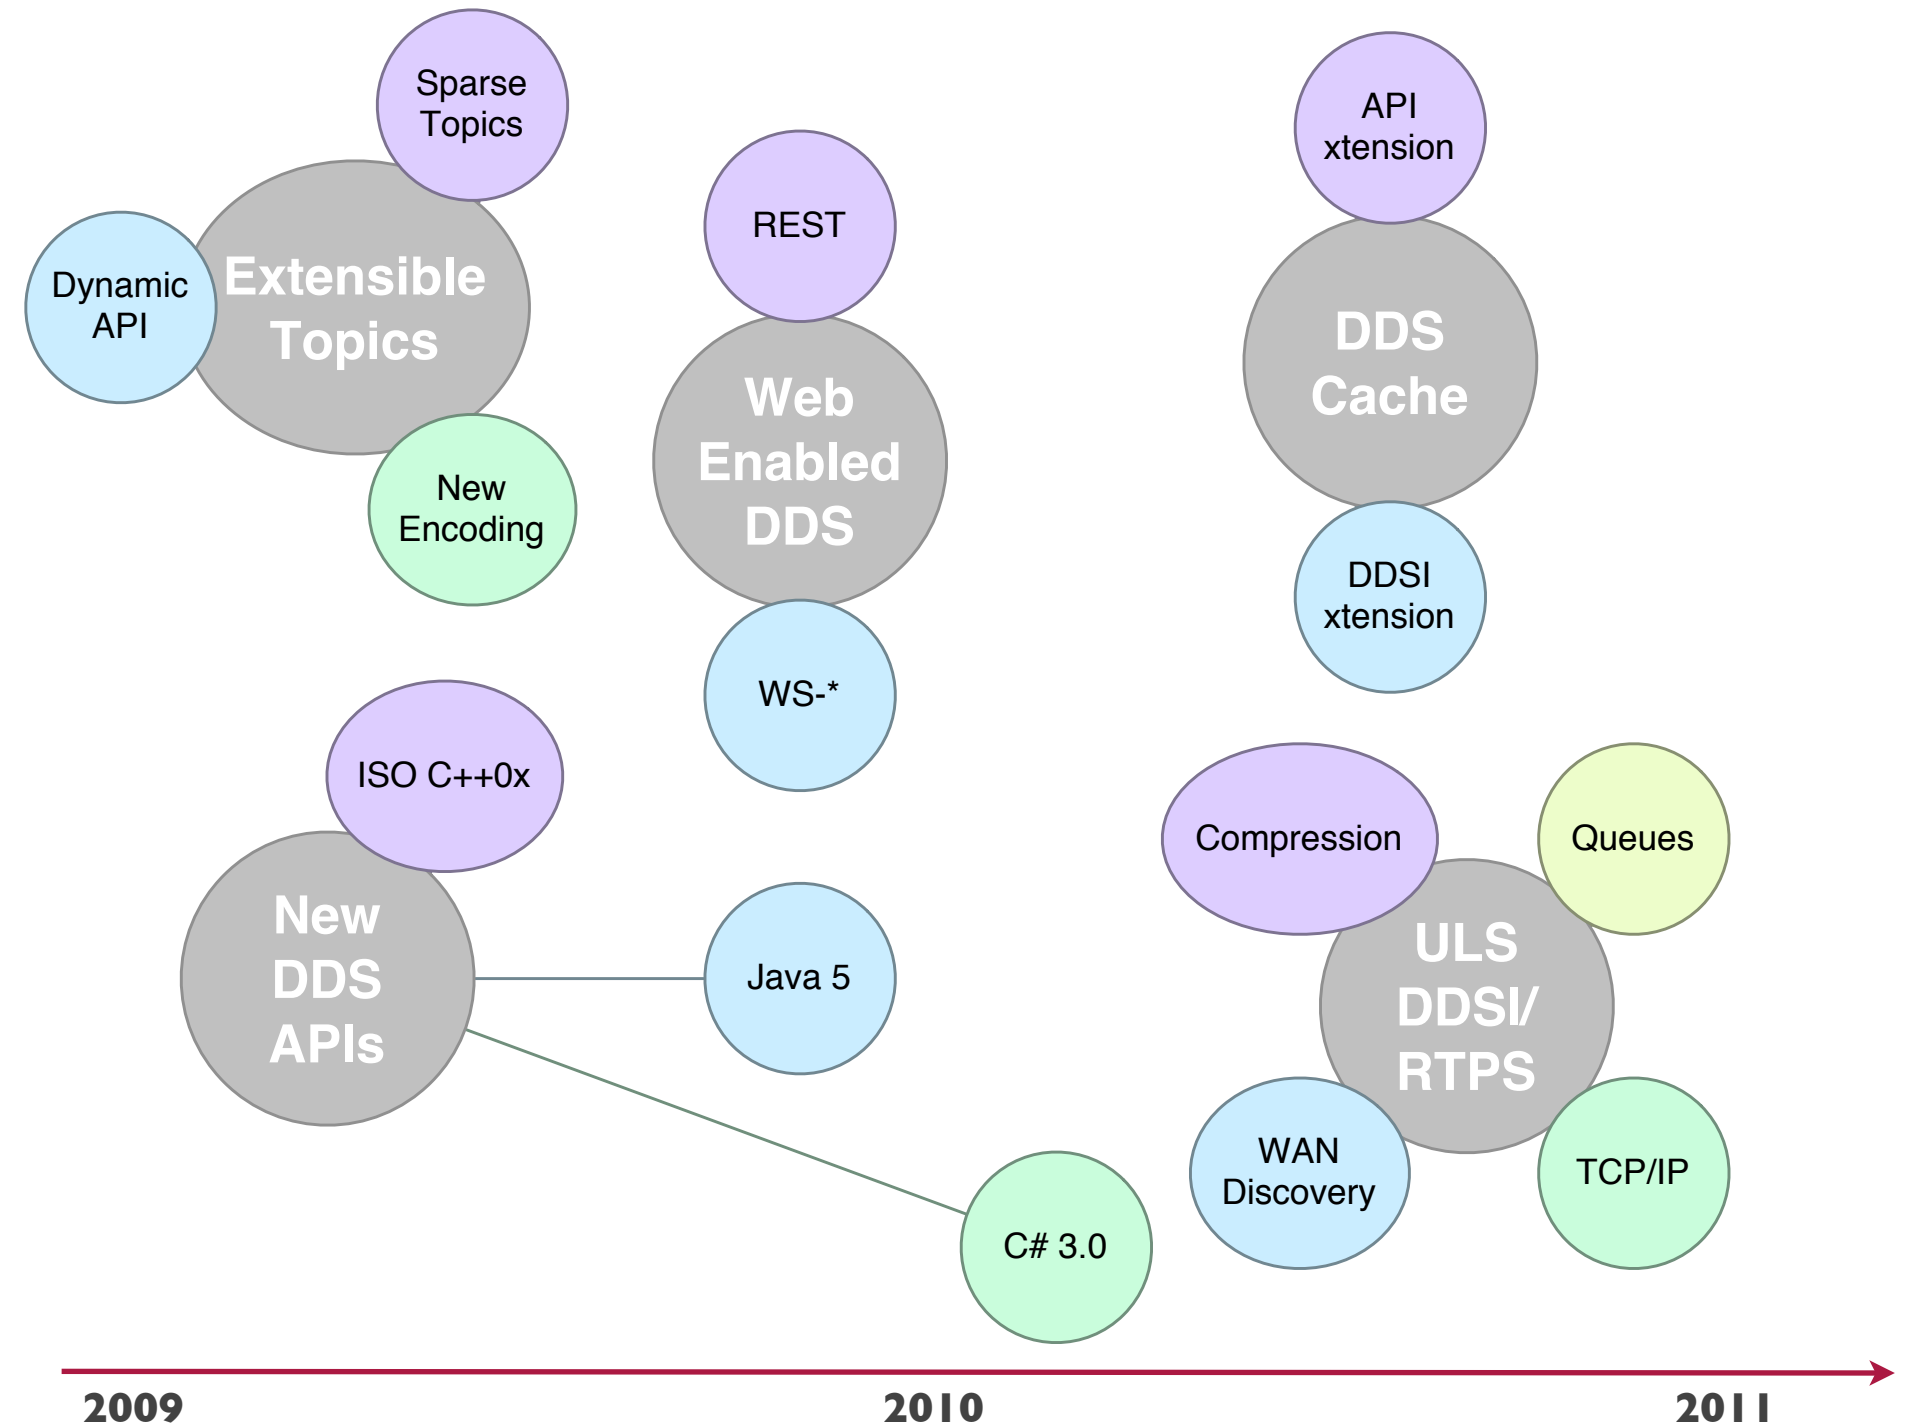 Sparse
Topics
Dynamic
API
Extensible
Topics
New
Encoding
REST
Web
Enabled
DDS
WS-*
API
xtension
DDS
Cache
DDSI
xtension
ISO C++0x
New
DDS
APIs
Java 5
C# 3.0
Compression
Queues
ULS
DDSI/
RTPS
WAN
Discovery
TCP/IP
2009
2010
2011